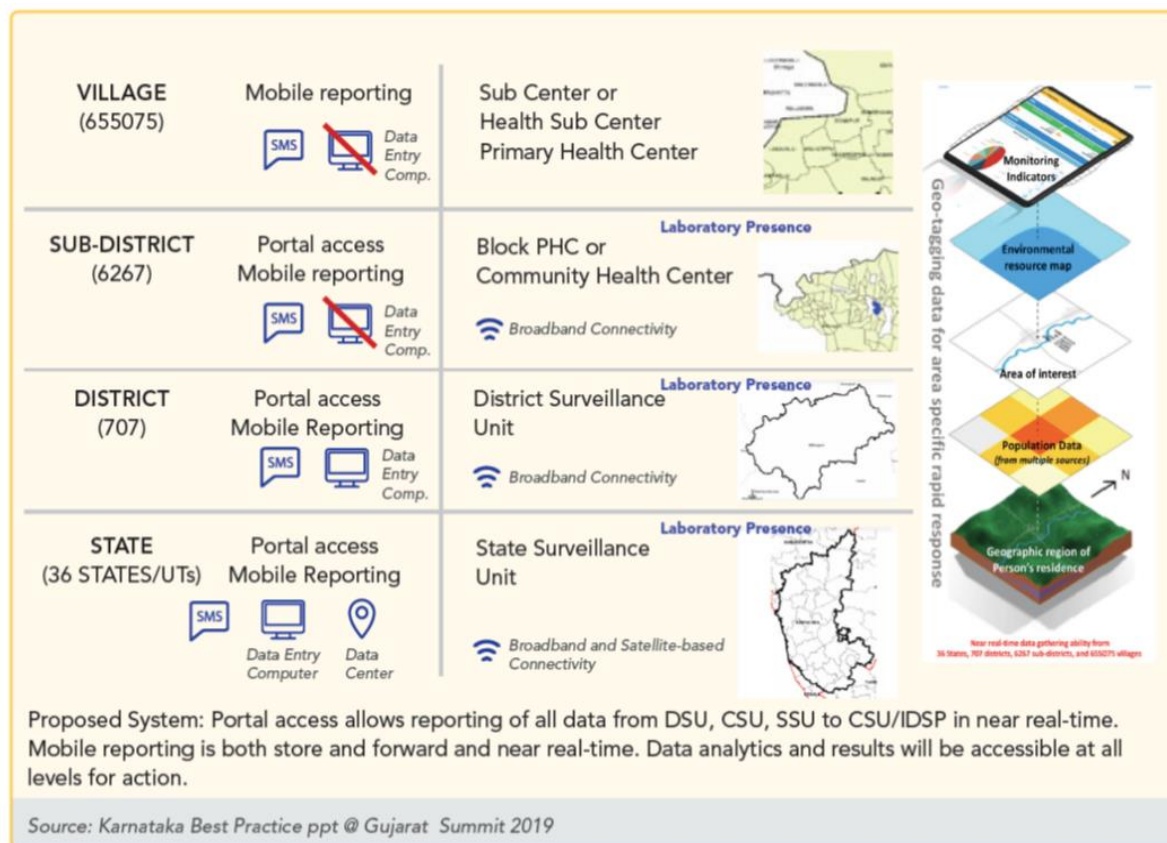 VILLAGE
(655075)
Mobile reporting
SMS
Data
Entry
Comp.
Sub Center or
Health Sub Center
Primary Health Center
SUB-DISTRICT
(6267)
Portal access
Mobile reporting
SMS
Data
Entry
Comp.
Laboratory Presence
Block PHC or
Community Health Center
Broadband Connectivity
DISTRICT
(707)
Portal access
Mobile Reporting
SMS
Data
Entry
Comp.
Laboratory Presence
District Surveillance
Unit
Broadband Connectivity
STATE
(36 STATES/UTs)
Portal access
Mobile Reporting
SMS
Data Entry
Computer
Data
Center
Laboratory Presence
State Surveillance
Unit
Broadband and Satellite-based
Connectivity
Geo-tagging data for area specific rapid response
Monitoring
Indicators
Environmental
resource map
Area of interest
Population Data
(from multiple sources)
N
Geographic region of
Person's residence
Near real-time data gathering ability from
36 States, 707 districts, 6267 sub-districts, and 655075 villages
Proposed System: Portal access allows reporting of all data from DSU, CSU, SSU to CSU/IDSP in near real-time.
Mobile reporting is both store and forward and near real-time. Data analytics and results will be accessible at all
levels for action.
Source: Karnataka Best Practice ppt @ Gujarat Summit 2019